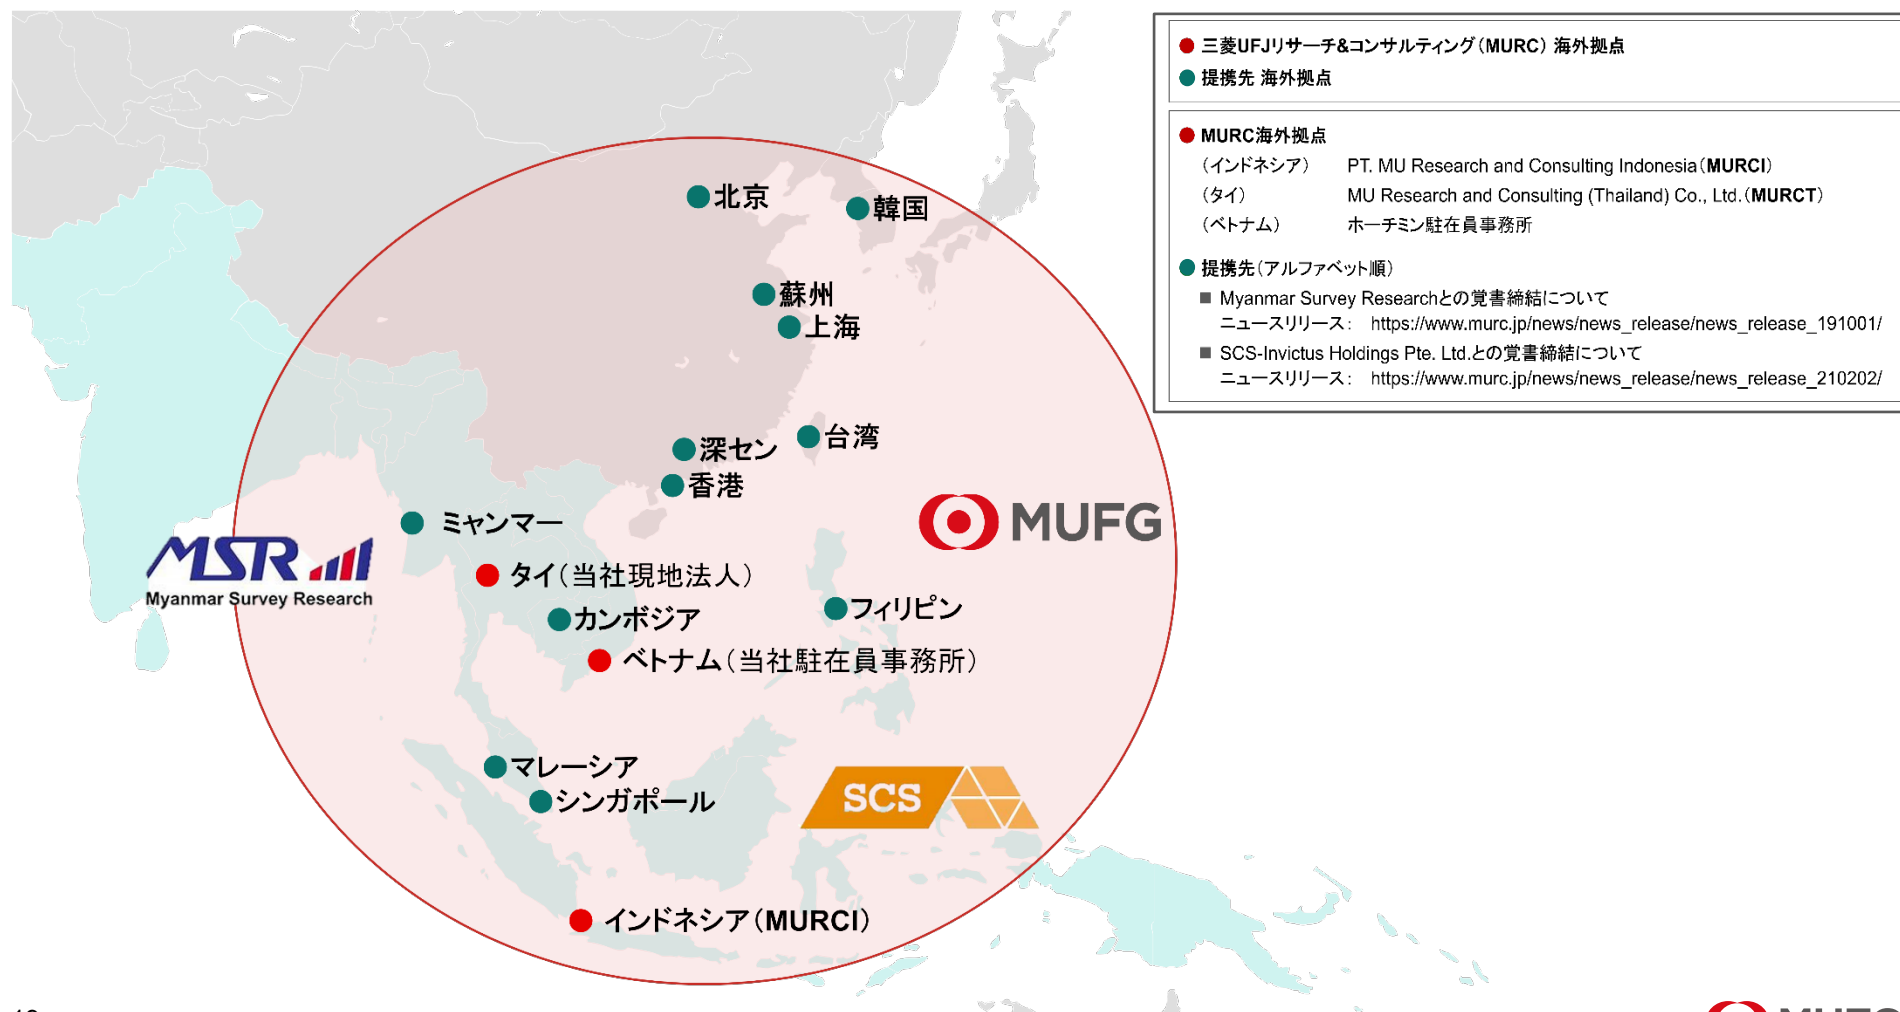 ● 三菱UFJリサーチ&コンサルティング（MURC） 海外拠点
● 提携先 海外拠点
● MURC海外拠点
（インドネシア） PT. MU Research and Consulting Indonesia（MURCI）
（タイ） MU Research and Consulting (Thailand) Co., Ltd.（MURCT）
（ベトナム） ホーチミン駐在員事務所
● 提携先（アルファベット順）
■ Myanmar Survey Researchとの覚書締結について
ニュースリリース： https://www.murc.jp/news/news_release/news_release_191001/
■ SCS-Invictus Holdings Pte. Ltd.との覚書締結について
ニュースリリース： https://www.murc.jp/news/news_release/news_release_210202/
北京
韓国
蘇州
上海
台湾
深セン
香港
MUFG
ミャンマー
MSR
Myanmar Survey Research
タイ（当社現地法人）
カンボジア
フィリピン
ベトナム（当社駐在員事務所）
マレーシア
シンガポール
SCS
インドネシア（MURCI）
MUFG